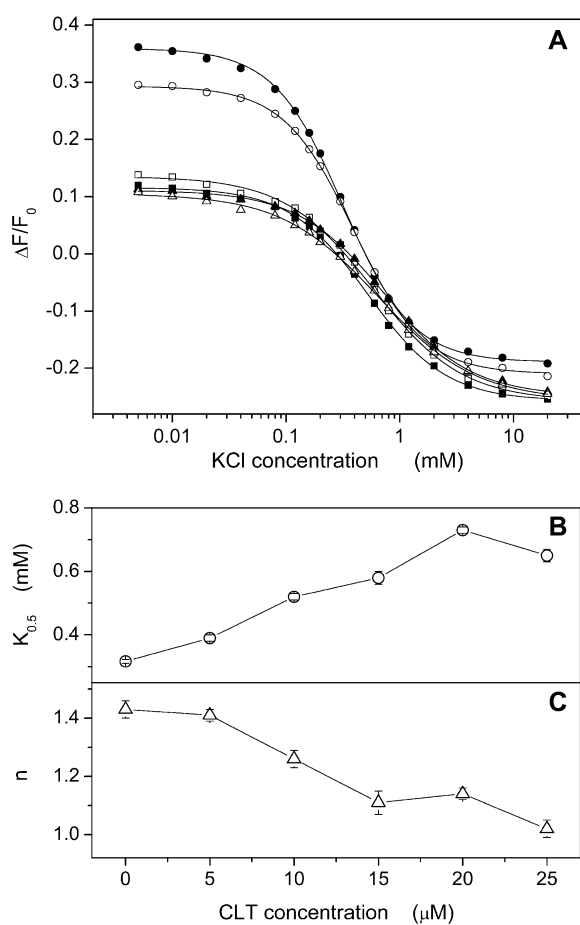 A
0.4
0.3
0.2
0.1
0.0
-0.1
-0.2
ΔF/F0
0.01
0.1
1
10
KCl concentration (mM)
B
0.8
0.6
0.4
K0.5 (mM)
C
1.4
1.2
1.0
n
0
5
10
15
20
25
CLT concentration (μM)